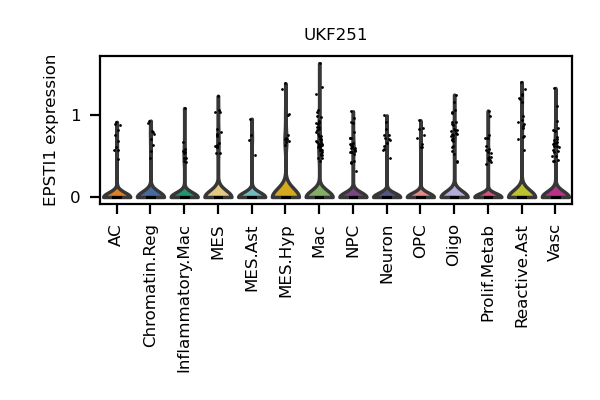 UKF251
EPSTI1 expression
1
0
AC
Chromatin.Reg
Inflammatory.Mac
MES
MES.Ast
MES.Hyp
Mac
NPC
Neuron
OPC
Oligo
Prolif.Metab
Reactive.Ast
Vasc